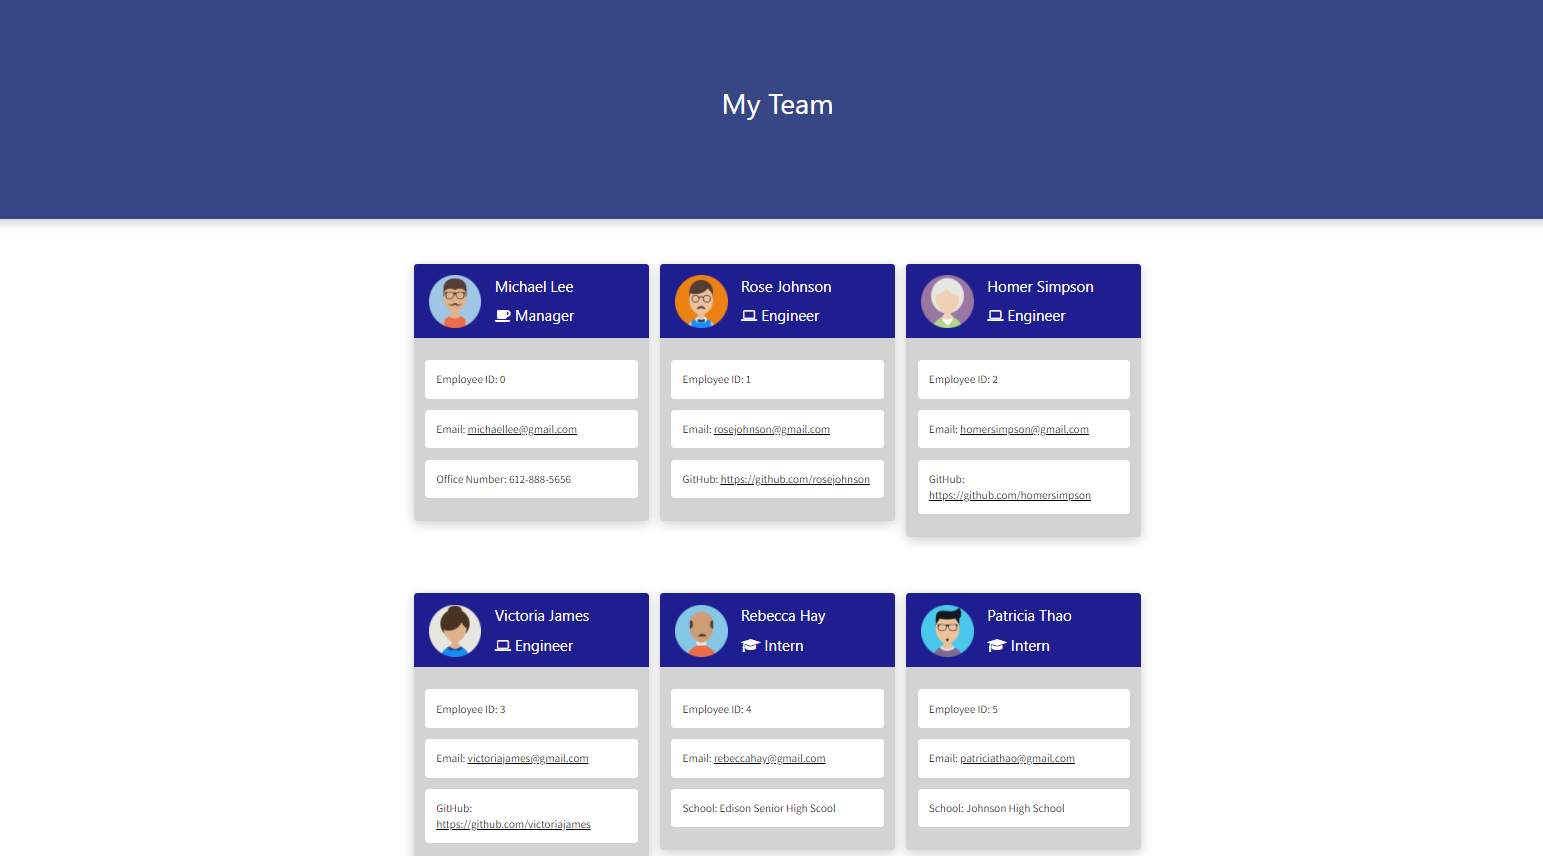 My Team
Michael Lee
Manager
Employee ID: 0
Email: michaellee@gmail.com
Office Number: 612-888-5656
Rose Johnson
Engineer
Employee ID: 1
Email: rosejohnson@gmail.com
GitHub: https://github.com/rosejohnson
Homer Simpson
Engineer
Employee ID: 2
Email: homersimpson@gmail.com
GitHub:
https://github.com/homersimpson
Victoria James
Engineer
Employee ID: 3
Email: victoriajames@gmail.com
GitHub:
https://github.com/victoriajames
Rebecca Hay
Intern
Employee ID: 4
Email: rebeccahay@gmail.com
School: Edison Senior High Scool
Patricia Thao
Intern
Employee ID: 5
Email: patriciathao@gmail.com
School: Johnson High School